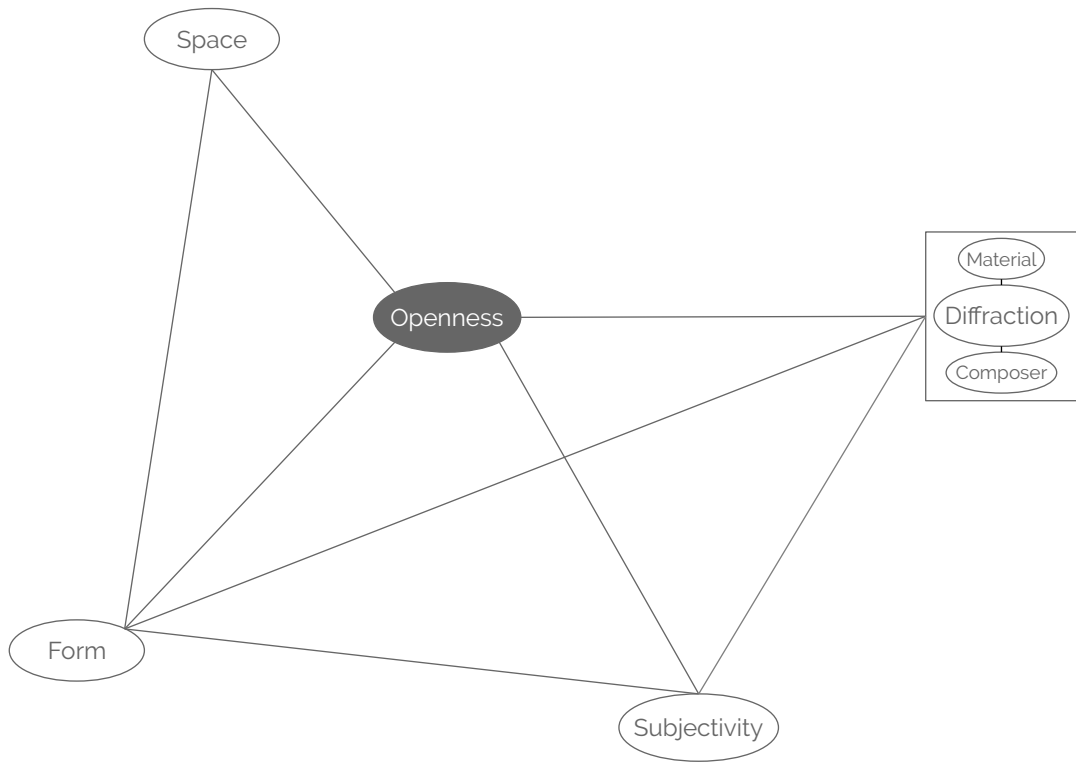 Space
Material
Openness
Diffraction
Composer
Form
Subjectivity